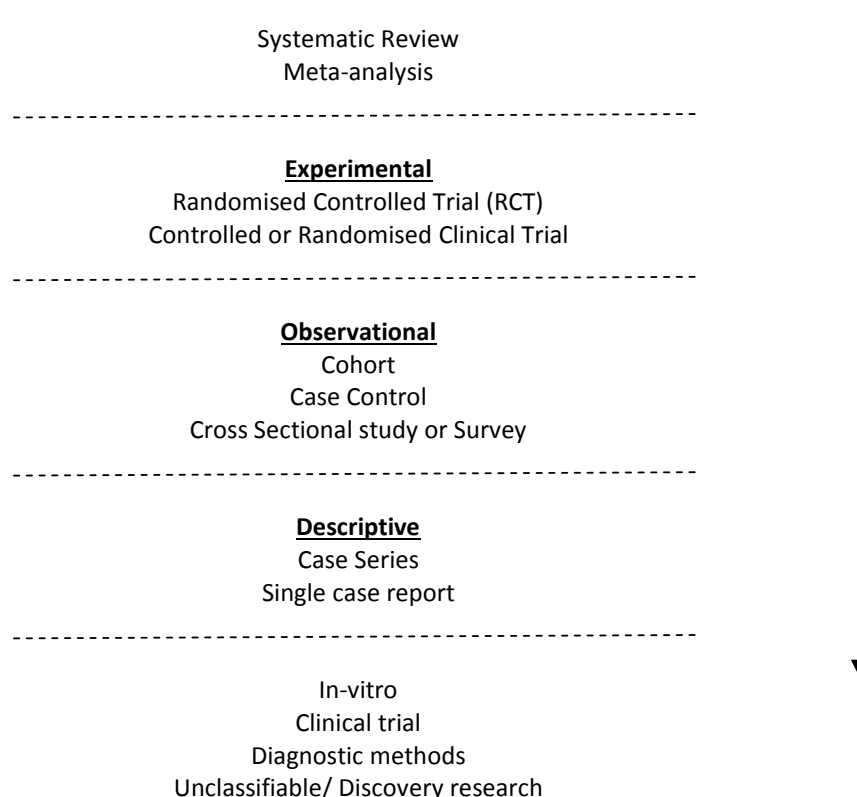 Systematic Review
Meta-analysis
Experimental
Randomised Controlled Trial (RCT)
Controlled or Randomised Clinical Trial
Observational
Cohort
Case Control
Cross Sectional study or Survey
Descriptive
Case Series
Single case report
In-vitro
Clinical trial
Diagnostic methods
Unclassifiable/ Discovery research